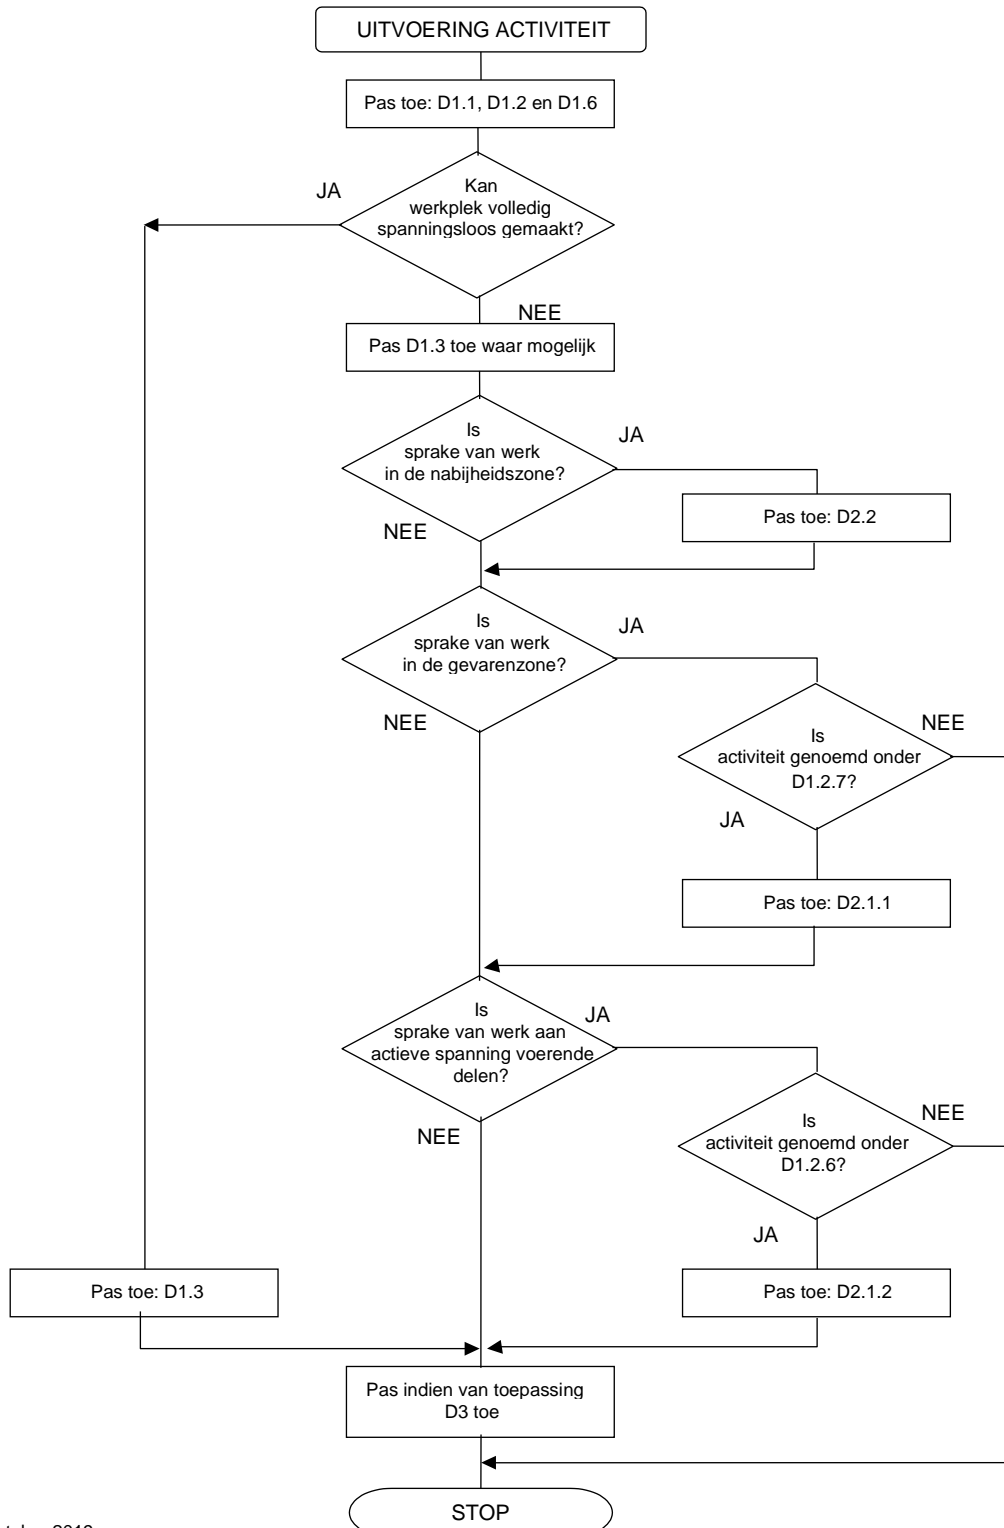 UITVOERING ACTIVITEIT
Pas toe: D1.1, D1.2 en D1.6
JA
Kan
werkplek volledig
spanningsloos gemaakt?
NEE
Pas D1.3 toe waar mogelijk
Is
sprake van werk
in de nabijheidszone?
JA
NEE
Pas toe: D2.2
Is
sprake van werk
in de gevarenzone?
JA
NEE
Is
activiteit genoemd onder
D1.2.7?
NEE
JA
Pas toe: D2.1.1
Is
sprake van werk aan
actieve spanning voerende
delen?
JA
NEE
Is
activiteit genoemd onder
D1.2.6?
NEE
JA
Pas toe: D1.3
Pas toe: D2.1.2
Pas indien van toepassing
D3 toe
STOP